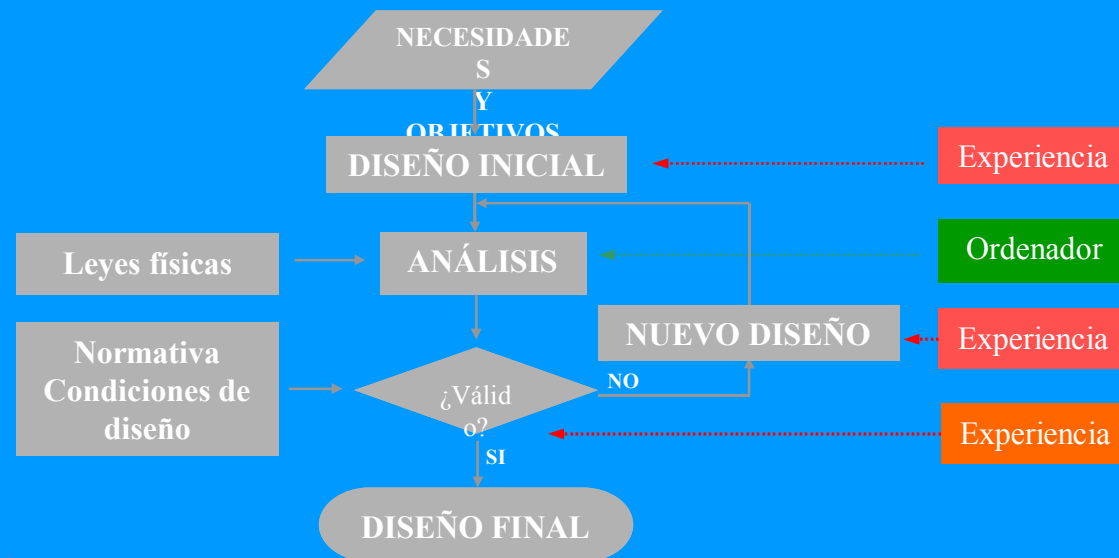 NECESIDADE
S
Y
OBJETIVOS
DISEÑO INICIAL
Experiencia
Leyes físicas
ANÁLISIS
Ordenador
NUEVO DISEÑO
Experiencia
Normativa
Condiciones de
diseño
¿Válid
o?
NO
Experiencia
SI
DISEÑO FINAL